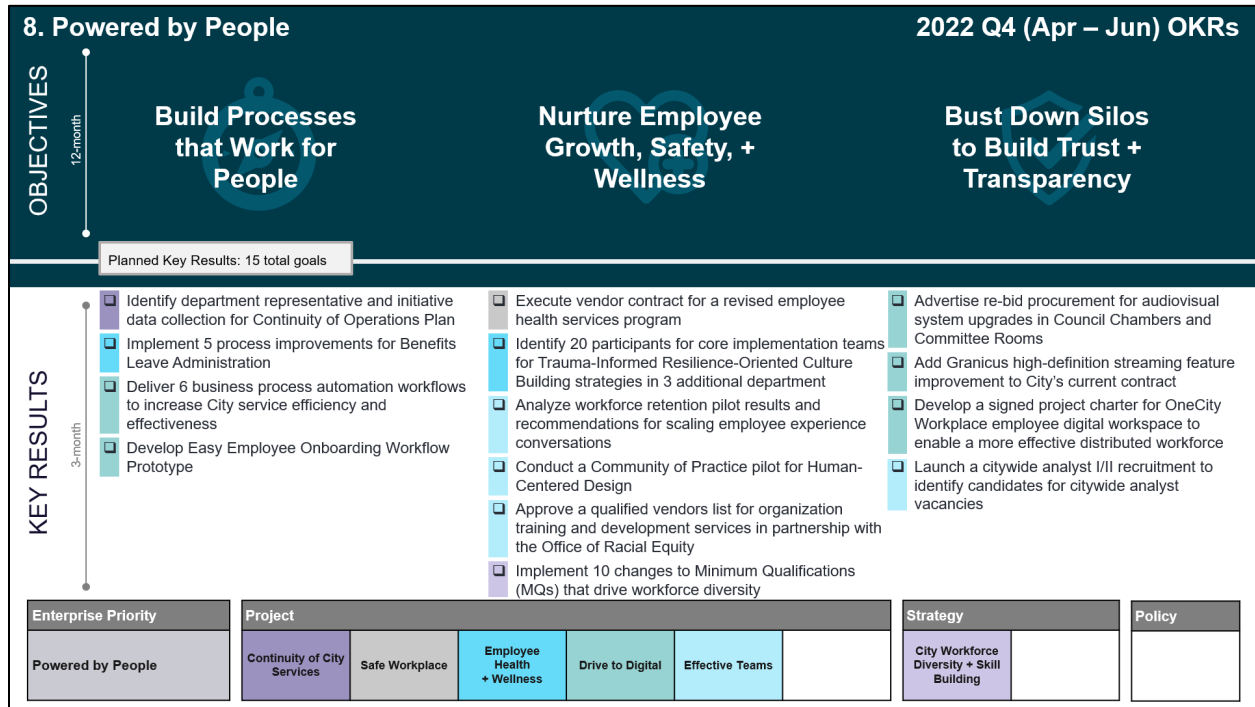 8. Powered by People
2022 Q4 (Apr – Jun) OKRs
OBJECTIVES
12-month
Build Processes
that Work for
People
Nurture Employee
Growth, Safety, +
Wellness
Bust Down Silos
to Build Trust +
Transparency
Planned Key Results: 15 total goals
KEY RESULTS
3-month
Identify department representative and initiative
data collection for Continuity of Operations Plan
Implement 5 process improvements for Benefits
Leave Administration
Deliver 6 business process automation workflows
to increase City service efficiency and
effectiveness
Develop Easy Employee Onboarding Workflow
Prototype
Execute vendor contract for a revised employee
health services program
Identify 20 participants for core implementation teams
for Trauma-Informed Resilience-Oriented Culture
Building strategies in 3 additional department
Analyze workforce retention pilot results and
recommendations for scaling employee experience
conversations
Conduct a Community of Practice pilot for Human-
Centered Design
Approve a qualified vendors list for organization
training and development services in partnership with
the Office of Racial Equity
Implement 10 changes to Minimum Qualifications
(MQs) that drive workforce diversity
Advertise re-bid procurement for audiovisual
system upgrades in Council Chambers and
Committee Rooms
Add Granicus high-definition streaming feature
improvement to City's current contract
Develop a signed project charter for OneCity
Workplace employee digital workspace to
enable a more effective distributed workforce
Launch a citywide analyst I/II recruitment to
identify candidates for citywide analyst
vacancies
Enterprise Priority
Powered by People
Project
Continuity of City
Services
Safe Workplace
Employee
Health
+ Wellness
Drive to Digital
Effective Teams
Strategy
City Workforce
Diversity + Skill
Building
Policy